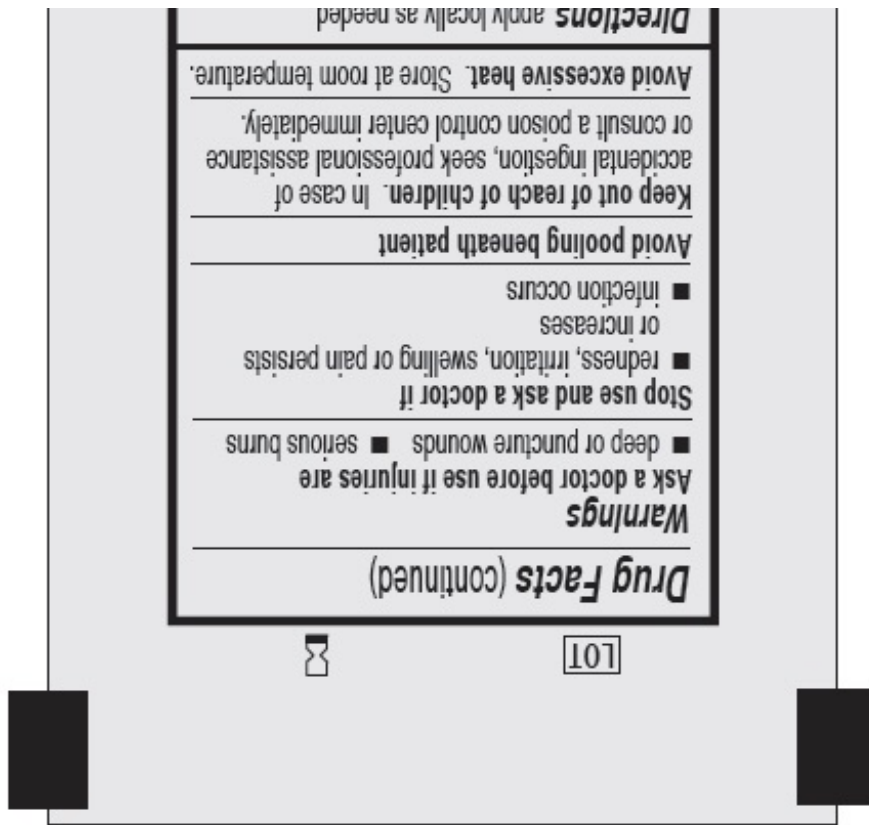 LOT
Drug Facts (continued)
Warnings
Ask a doctor before use if injuries are
■ deep or puncture wounds ■ serious burns
Stop use and ask a doctor if
■ redness, irritation, swelling or pain persists
or increases
■ infection occurs
Avoid pooling beneath patient
Keep out of reach of children. In case of
accidental ingestion, seek professional assistance
or consult a poison control center immediately.
Avoid excessive heat. Store at room temperature.
Directions apply locally as needed